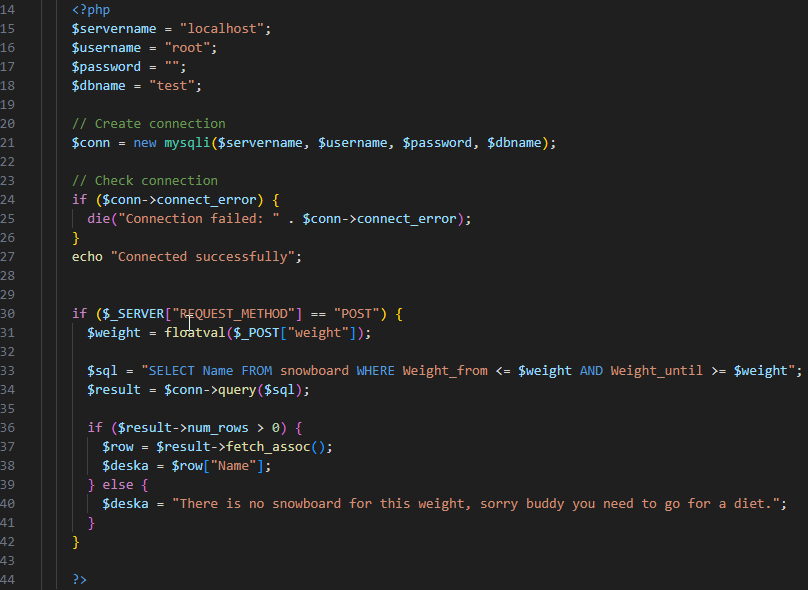 14 <?php
15 $servername = "localhost";
16 $username = "root";
17 $password = "";
18 $dbname = "test";
19
20 // Create connection
21 $conn = new mysqli($servername, $username, $password, $dbname);
22
23 // Check connection
24 if ($conn->connect_error) {
25   die("Connection failed: " . $conn->connect_error);
26 }
27 echo "Connected successfully";
28
29
30 if ($_SERVER["REQUEST_METHOD"] == "POST") {
31   $weight = floatval($_POST["weight"]);
32
33   $sql = "SELECT Name FROM snowboard WHERE Weight_from <= $weight AND Weight_until >= $weight";
34   $result = $conn->query($sql);
35
36   if ($result->num_rows > 0) {
37     $row = $result->fetch_assoc();
38     $deska = $row["Name"];
39   } else {
40     $deska = "There is no snowboard for this weight, sorry buddy you need to go for a diet.";
41   }
42 }
43
44 ?>